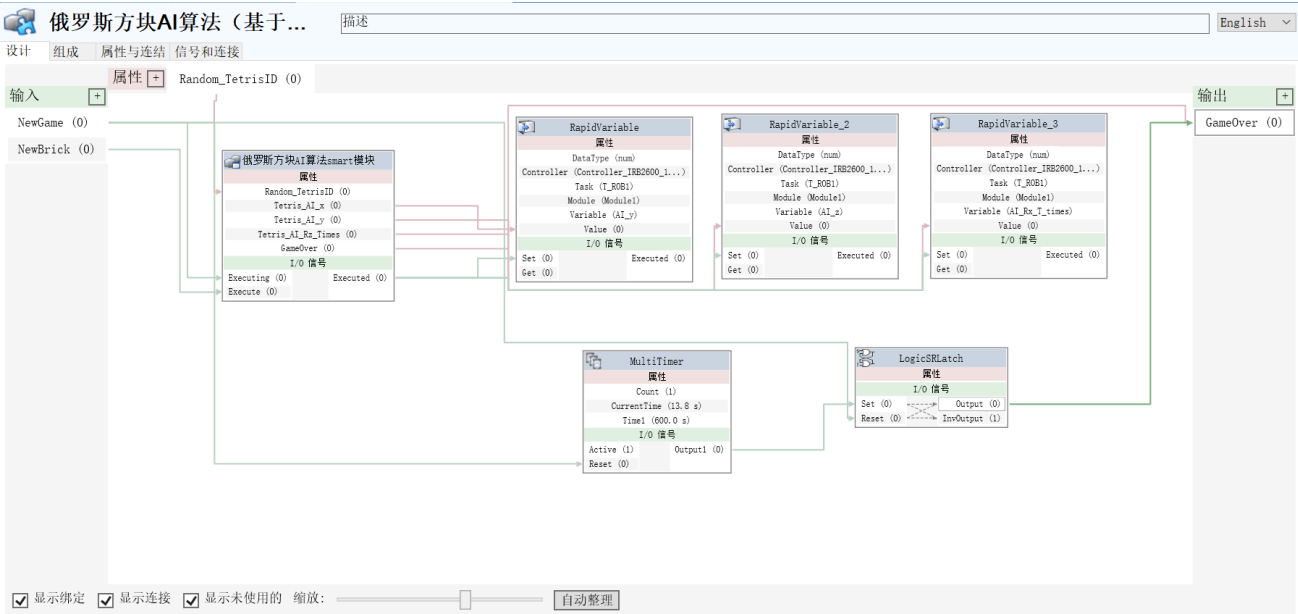 俄罗斯方块AI算法（基于...
描述
English
设计 组成 属性与连结 信号和连接
属性 +
Random_TetrisID (0)
输入 +
NewGame (0)
NewBrick (0)
输出 +
GameOver (0)
俄罗斯方块AI算法smart模块
属性
Random_TetrisID (0)
Tetris_AI_x (0)
Tetris_AI_y (0)
Tetris_AI_Rz_Times (0)
GameOver (0)
I/O 信号
Executing (0) Executed (0)
Execute (0)
RapidVariable
属性
DataType (num)
Controller (Controller_IRB2600_1...)
Task (T_ROB1)
Module (Module1)
Variable (AI_y)
Value (0)
I/O 信号
Set (0) Executed (0)
Get (0)
RapidVariable_2
属性
DataType (num)
Controller (Controller_IRB2600_1...)
Task (T_ROB1)
Module (Module1)
Variable (AI_z)
Value (0)
I/O 信号
Set (0) Executed (0)
Get (0)
RapidVariable_3
属性
DataType (num)
Controller (Controller_IRB2600_1...)
Task (T_ROB1)
Module (Module1)
Variable (AI_Rx_T_times)
Value (0)
I/O 信号
Set (0) Executed (0)
Get (0)
MultiTimer
属性
Count (1)
CurrentTime (13.8 s)
Time1 (600.0 s)
I/O 信号
Active (1) Output1 (0)
Reset (0)
LogicSRLatch
属性
I/O 信号
Set (0) Output (0)
Reset (0) InvOutput (1)
显示绑定 显示连接 显示未使用的 缩放: 自动整理